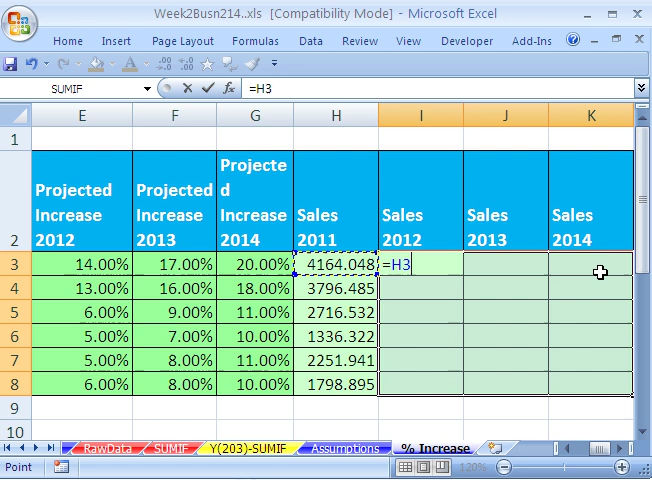 Week2Busn214..xls [Compatibility Mode] - Microsoft Excel
Home Insert Page Layout Formulas Data Review View Developer Add-Ins
SUMIF =H3
E F G H I J K
1
2 Projected Increase 2012 Projected Increase 2013 Projecte d Increase 2014 Sales 2011 Sales 2012 Sales 2013 Sales 2014
3 14.00% 17.00% 20.00% 4164.048 =H3
4 13.00% 16.00% 18.00% 3796.485
5 6.00% 9.00% 11.00% 2716.532
6 5.00% 7.00% 10.00% 1336.322
7 5.00% 8.00% 11.00% 2251.941
8 6.00% 8.00% 10.00% 1798.895
9
10
RawData SUMIF Y(203)-SUMIF Assumptions % Increase
Point 120%